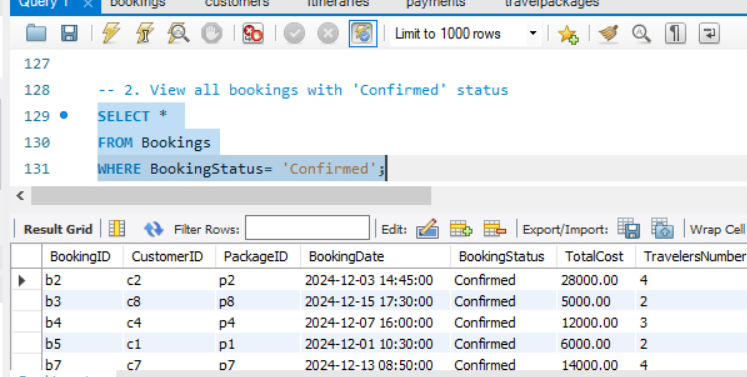 Query 1 × bookings customers itineraries payments travelpackages
Limit to 1000 rows
127
128 -- 2. View all bookings with 'Confirmed' status
129 SELECT *
130 FROM Bookings
131 WHERE BookingStatus= 'Confirmed';
Result Grid Filter Rows: Edit: Export/Import: Wrap Cell
BookingID CustomerID PackageID BookingDate BookingStatus TotalCost TravelersNumber
b2 c2 p2 2024-12-03 14:45:00 Confirmed 28000.00 4
b3 c8 p8 2024-12-15 17:30:00 Confirmed 5000.00 2
b4 c4 p4 2024-12-07 16:00:00 Confirmed 12000.00 3
b5 c1 p1 2024-12-01 10:30:00 Confirmed 6000.00 2
b7 c7 p7 2024-12-13 08:50:00 Confirmed 14000.00 4